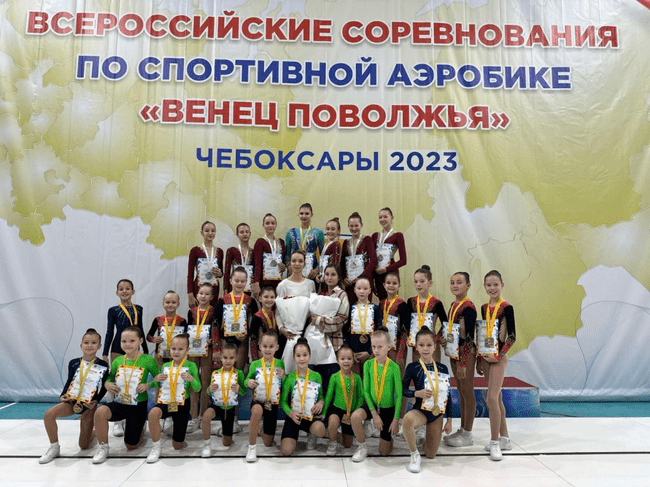 ВСЕРОССИЙСКИЕ СОРЕВНОВАНИЯ
ПО СПОРТИВНОЙ АЭРОБИКЕ
«ВЕНЕЦ ПОВОЛЖЬЯ»
ЧЕБОКСАРЫ 2023